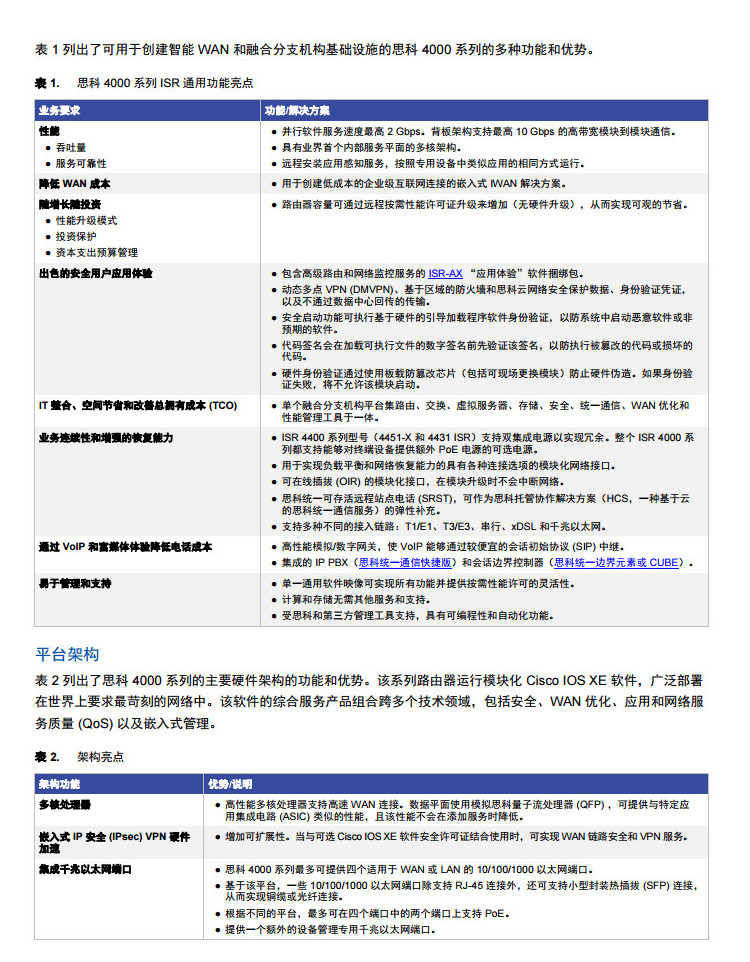 表 1 列出了可用于创建智能 WAN 和融合分支机构基础设施的思科 4000 系列的多种功能和优势。
表 1. 思科 4000 系列 ISR 通用功能亮点
业务要求 功能/解决方案
性能
● 吞吐量
● 服务可靠性
● 并行软件服务速度最高 2 Gbps。背板架构支持最高 10 Gbps 的高带宽模块到模块通信。
● 具有业界首个内部服务平面的多核架构。
● 远程安装应用感知服务，按照专用设备中类似应用的相同方式运行。
降低 WAN 成本
● 用于创建低成本的企业级互联网连接的嵌入式 IWAN 解决方案。
随增长随投资
● 性能升级模式
● 投资保护
● 资本支出预算管理
● 路由器容量可通过远程按需性能许可证升级来增加（无硬件升级），从而实现可观的节省。
出色的安全用户应用体验
● 包含高级路由和网络监控服务的 ISR-AX “应用体验”软件捆绑包。
● 动态多点 VPN (DMVPN)、基于区域的防火墙和思科云网络安全保护数据、身份验证凭证，
以及不通过数据中心回传的传输。
● 安全启动功能可执行基于硬件的引导加载程序软件身份验证，以防系统中启动恶意软件或非
预期的软件。
● 代码签名会在加载可执行文件的数字签名前先验证该签名，以防执行被篡改的代码或损坏的
代码。
● 硬件身份验证通过使用板载防篡改芯片（包括可现场更换模块）防止硬件伪造。如果身份验
证失败，将不允许该模块启动。
IT 整合、空间节省和改善总拥有成本 (TCO)
● 单个融合分支机构平台集路由、交换、虚拟服务器、存储、安全、统一通信、WAN 优化和
性能管理工具于一体。
业务连续性和增强的恢复能力
● ISR 4400 系列型号（4451-X 和 4431 ISR）支持双集成电源以实现冗余。整个 ISR 4000 系
列都支持能够对终端设备提供额外 PoE 电源的可选电源。
● 用于实现负载平衡和网络恢复能力的具有各种连接选项的模块化网络接口。
● 可在线插拔 (OIR) 的模块化接口，在模块升级时不会中断网络。
● 思科统一可存活远程站点电话 (SRST)，可作为思科托管协作解决方案（HCS，一种基于云
的思科统一通信服务）的弹性补充。
● 支持多种不同的接入链路：T1/E1、T3/E3、串行、xDSL 和千兆以太网。
通过 VoIP 和富媒体体验降低电话成本
● 高性能模拟/数字网关，使 VoIP 能够通过较便宜的会话初始协议 (SIP) 中继。
● 集成的 IP PBX（思科统一通信快捷版）和会话边界控制器（思科统一边界元素或 CUBE）。
易于管理和支持
● 单一通用软件映像可实现所有功能并提供按需性能许可的灵活性。
● 计算和存储无需其他服务和支持。
● 受思科和第三方管理工具支持，具有可编程性和自动化功能。
平台架构
表 2 列出了思科 4000 系列的主要硬件架构的功能和优势。该系列路由器运行模块化 Cisco IOS XE 软件，广泛部署
在世界上要求最苛刻的网络中。该软件的综合服务产品组合跨多个技术领域，包括安全、WAN 优化、应用和网络服
务质量 (QoS) 以及嵌入式管理。
表 2. 架构亮点
架构功能 优势/说明
多核处理器
● 高性能多核处理器支持高速 WAN 连接。数据平面使用模拟思科量子流处理器 (QFP) ，可提供与特定应
用集成电路 (ASIC) 类似的性能，且该性能不会在添加服务时降低。
嵌入式 IP 安全 (IPsec) VPN 硬件
加速
● 增加可扩展性。当与可选 Cisco IOS XE 软件安全许可证结合使用时，可实现 WAN 链路安全和 VPN 服务。
集成千兆以太网端口
● 思科 4000 系列最多可提供四个适用于 WAN 或 LAN 的 10/100/1000 以太网端口。
● 基于该平台，一些 10/100/1000 以太网端口除支持 RJ-45 连接外，还可支持小型封装热插拔 (SFP) 连接，
从而实现铜缆或光纤连接。
● 根据不同的平台，最多可在四个端口中的两个端口上支持 PoE。
● 提供一个额外的设备管理专用千兆以太网端口。